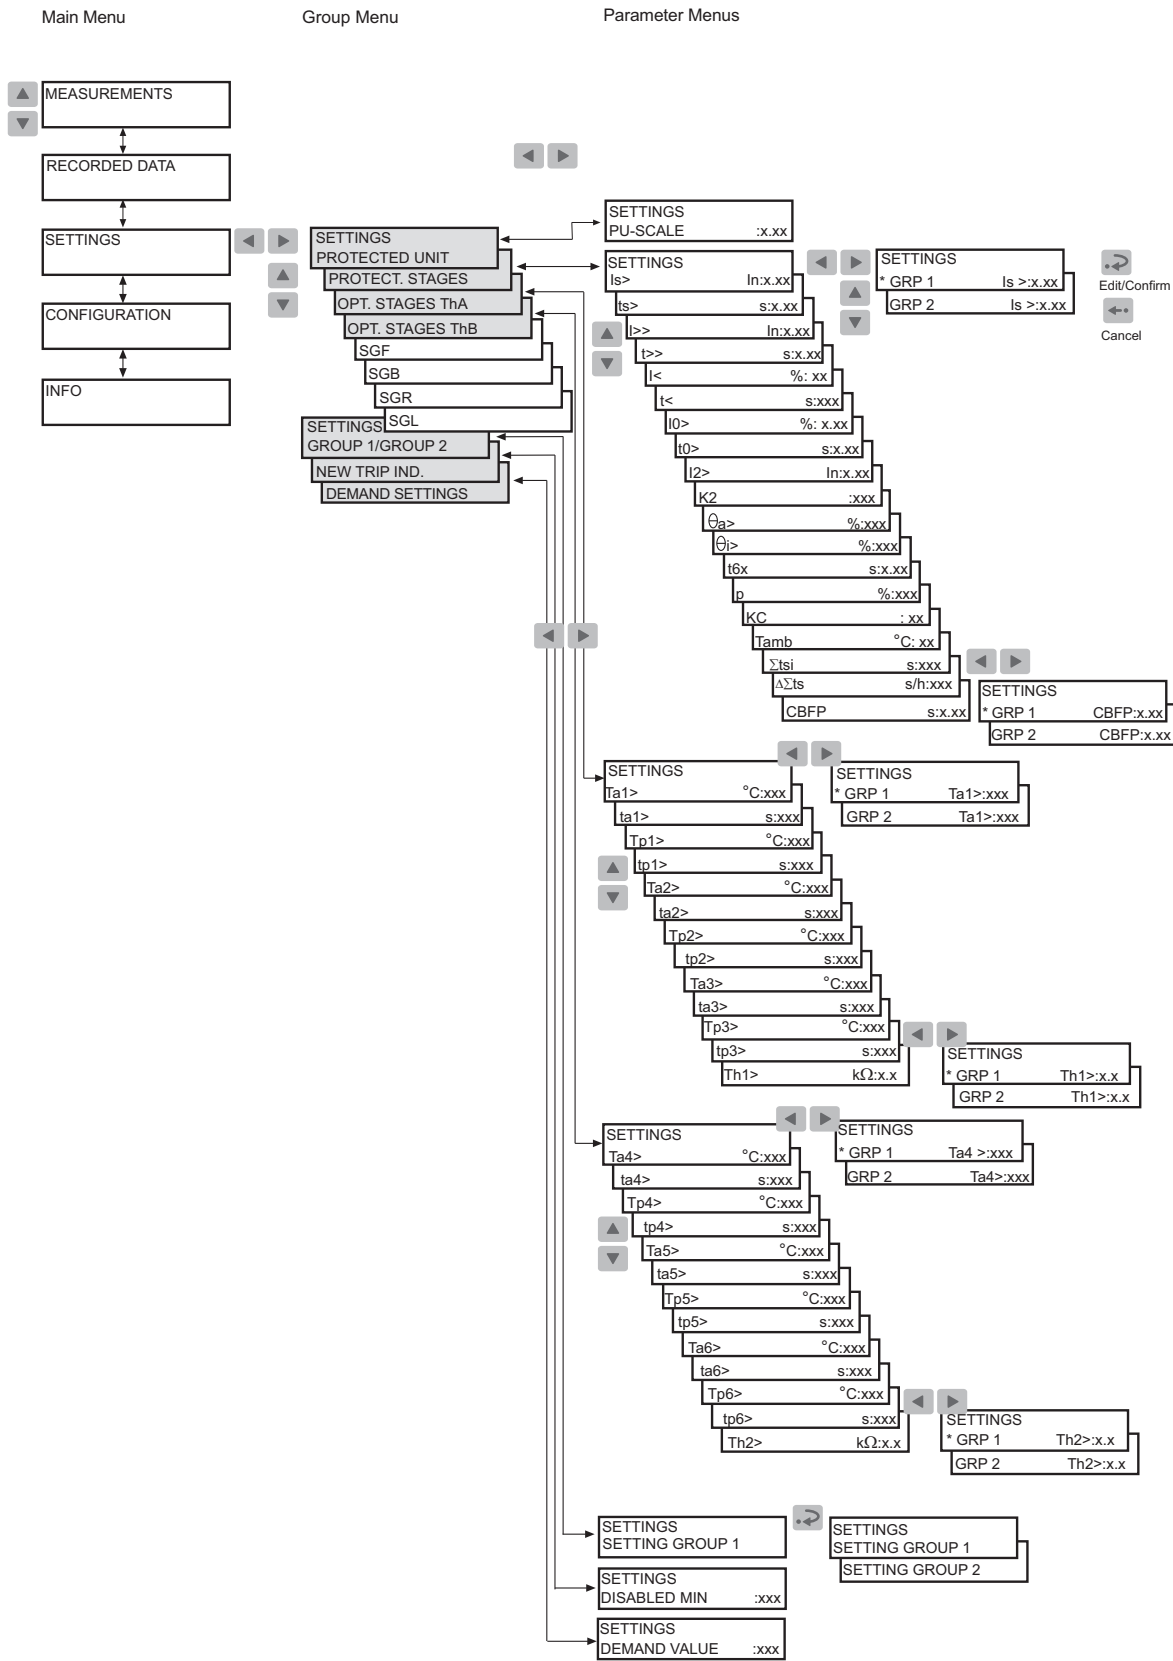 Main Menu
Group Menu
Parameter Menus
MEASUREMENTS
RECORDED DATA
SETTINGS
CONFIGURATION
INFO
SETTINGS
PROTECTED UNIT
PROTECT. STAGES
OPT. STAGES ThA
OPT. STAGES ThB
SGF
SGB
SGR
SGL
SETTINGS
GROUP 1/GROUP 2
NEW TRIP IND.
DEMAND SETTINGS
SETTINGS
PU-SCALE :x.xx
SETTINGS
Is> In:x.xx
ts> s:x.xx
I>> In:x.xx
t>> s:x.xx
I< %: xx
t< s:xxx
I0> %: x.xx
t0> s:x.xx
I2> In:x.xx
K2 :xxx
θa> %:xxx
θi> %:xxx
t6x s:x.xx
p %:xxx
KC : xx
Tamb °C: xx
Σtsi s:xxx
ΔΣts s/h:xxx
CBFP s:x.xx
SETTINGS
* GRP 1 Is >:x.xx
GRP 2 Is >:x.xx
Edit/Confirm
Cancel
SETTINGS
* GRP 1 CBFP:x.xx
GRP 2 CBFP:x.xx
SETTINGS
Ta1> °C:xxx
ta1> s:xxx
Tp1> °C:xxx
tp1> s:xxx
Ta2> °C:xxx
ta2> s:xxx
Tp2> °C:xxx
tp2> s:xxx
Ta3> °C:xxx
ta3> s:xxx
Tp3> °C:xxx
tp3> s:xxx
Th1> kΩ:x.x
SETTINGS
* GRP 1 Ta1>:xxx
GRP 2 Ta1>:xxx
SETTINGS
* GRP 1 Th1>:x.x
GRP 2 Th1>:x.x
SETTINGS
Ta4> °C:xxx
ta4> s:xxx
Tp4> °C:xxx
tp4> s:xxx
Ta5> °C:xxx
ta5> s:xxx
Tp5> °C:xxx
tp5> s:xxx
Ta6> °C:xxx
ta6> s:xxx
Tp6> °C:xxx
tp6> s:xxx
Th2> kΩ:x.x
SETTINGS
* GRP 1 Ta4 >:xxx
GRP 2 Ta4>:xxx
SETTINGS
* GRP 1 Th2>:x.x
GRP 2 Th2>:x.x
SETTINGS
SETTING GROUP 1
SETTINGS
SETTING GROUP 1
SETTING GROUP 2
SETTINGS
DISABLED MIN :xxx
SETTINGS
DEMAND VALUE :xxx